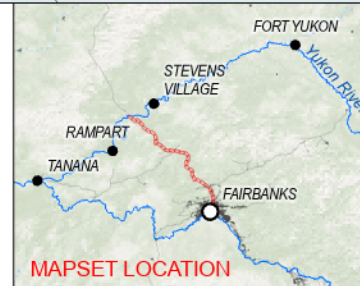 FORT YUKON
Yukon River
STEVENS
VILLAGE
RAMPART
TANANA
FAIRBANKS
MAPSET LOCATION